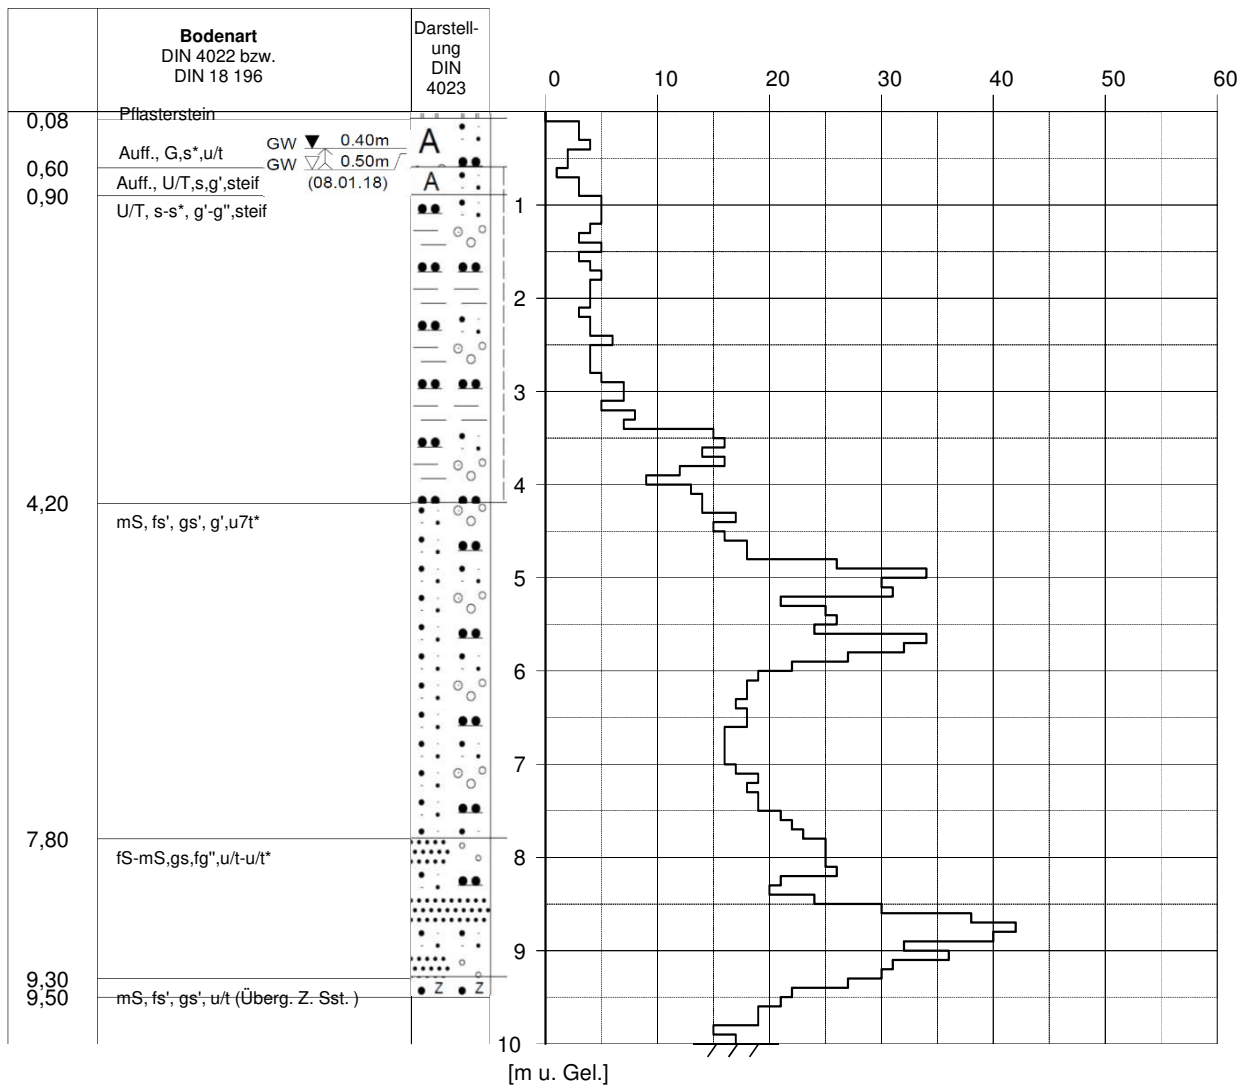 Bodenart
DIN 4022 bzw.
DIN 18 196
Darstell-
ung
DIN
4023
0 10 20 30 40 50 60
0,08 Pflasterstein
GW 0.40m
Auff., G,s*,u/t
GW 0.50m
A
0,60
Auff., U/T,s,g',steif (08.01.18) A
0,90
U/T, s-s*, g'-g'',steif
1
2
3
4
4,20
mS, fs', gs', g',u7t*
5
6
7
7,80
fS-mS,gs,fg'',u/t-u/t*
8
9
9,30
Z Z
9,50 mS, fs', gs', u/t (Überg. Z. Sst. )
10
[m u. Gel.]